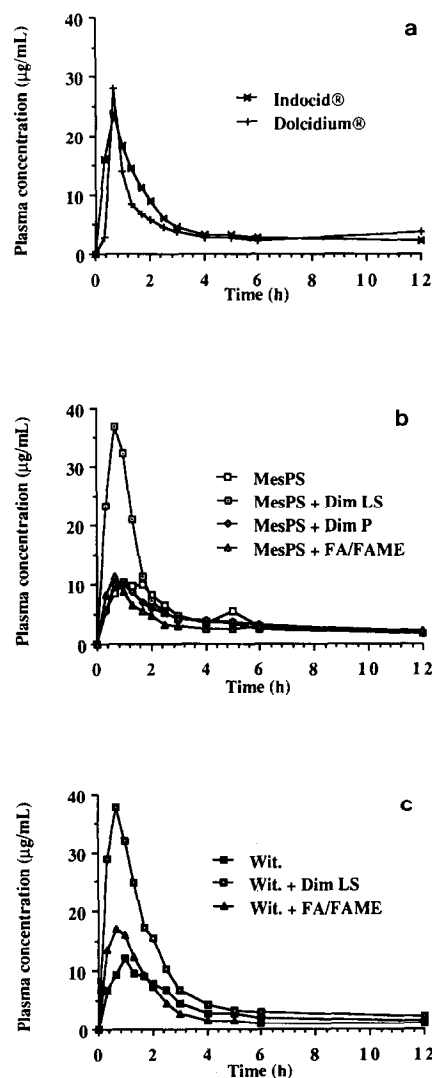 a
Plasma concentration (µg/mL)
40
30
20
10
0
Indocid®
Dolcidium®
0 2 4 6 8 10 12
Time (h)
b
Plasma concentration (µg/mL)
40
30
20
10
0
MesPS
MesPS + Dim LS
MesPS + Dim P
MesPS + FA/FAME
0 2 4 6 8 10 12
Time (h)
c
Plasma concentration (µg/mL)
40
30
20
10
0
Wit.
Wit. + Dim LS
Wit. + FA/FAME
0 2 4 6 8 10 12
Time (h)